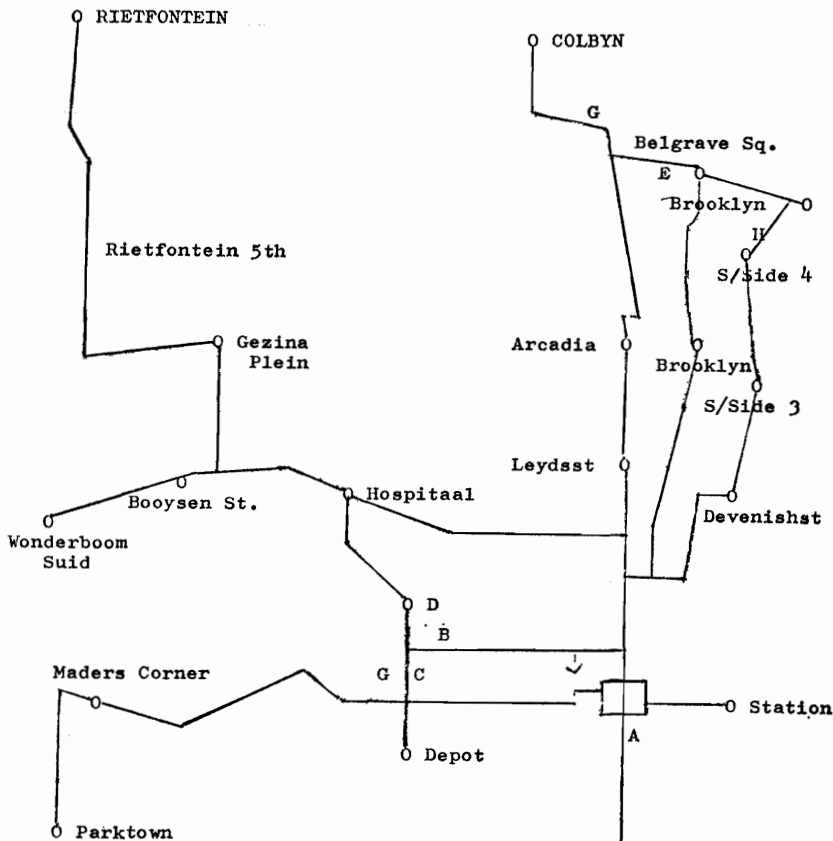 RIETFONTEIN
COLBYN
G
Belgrave Sq.
E
Brooklyn
H
S/Side 4
Rietfontein 5th
Gezina
Plein
Arcadia
Brooklyn
S/Side 3
Leydsst
Booysen St.
Hospitaal
Devenishst
Wonderboom
Suid
D
B
Maders Corner
G
C
Station
A
Depot
Parktown